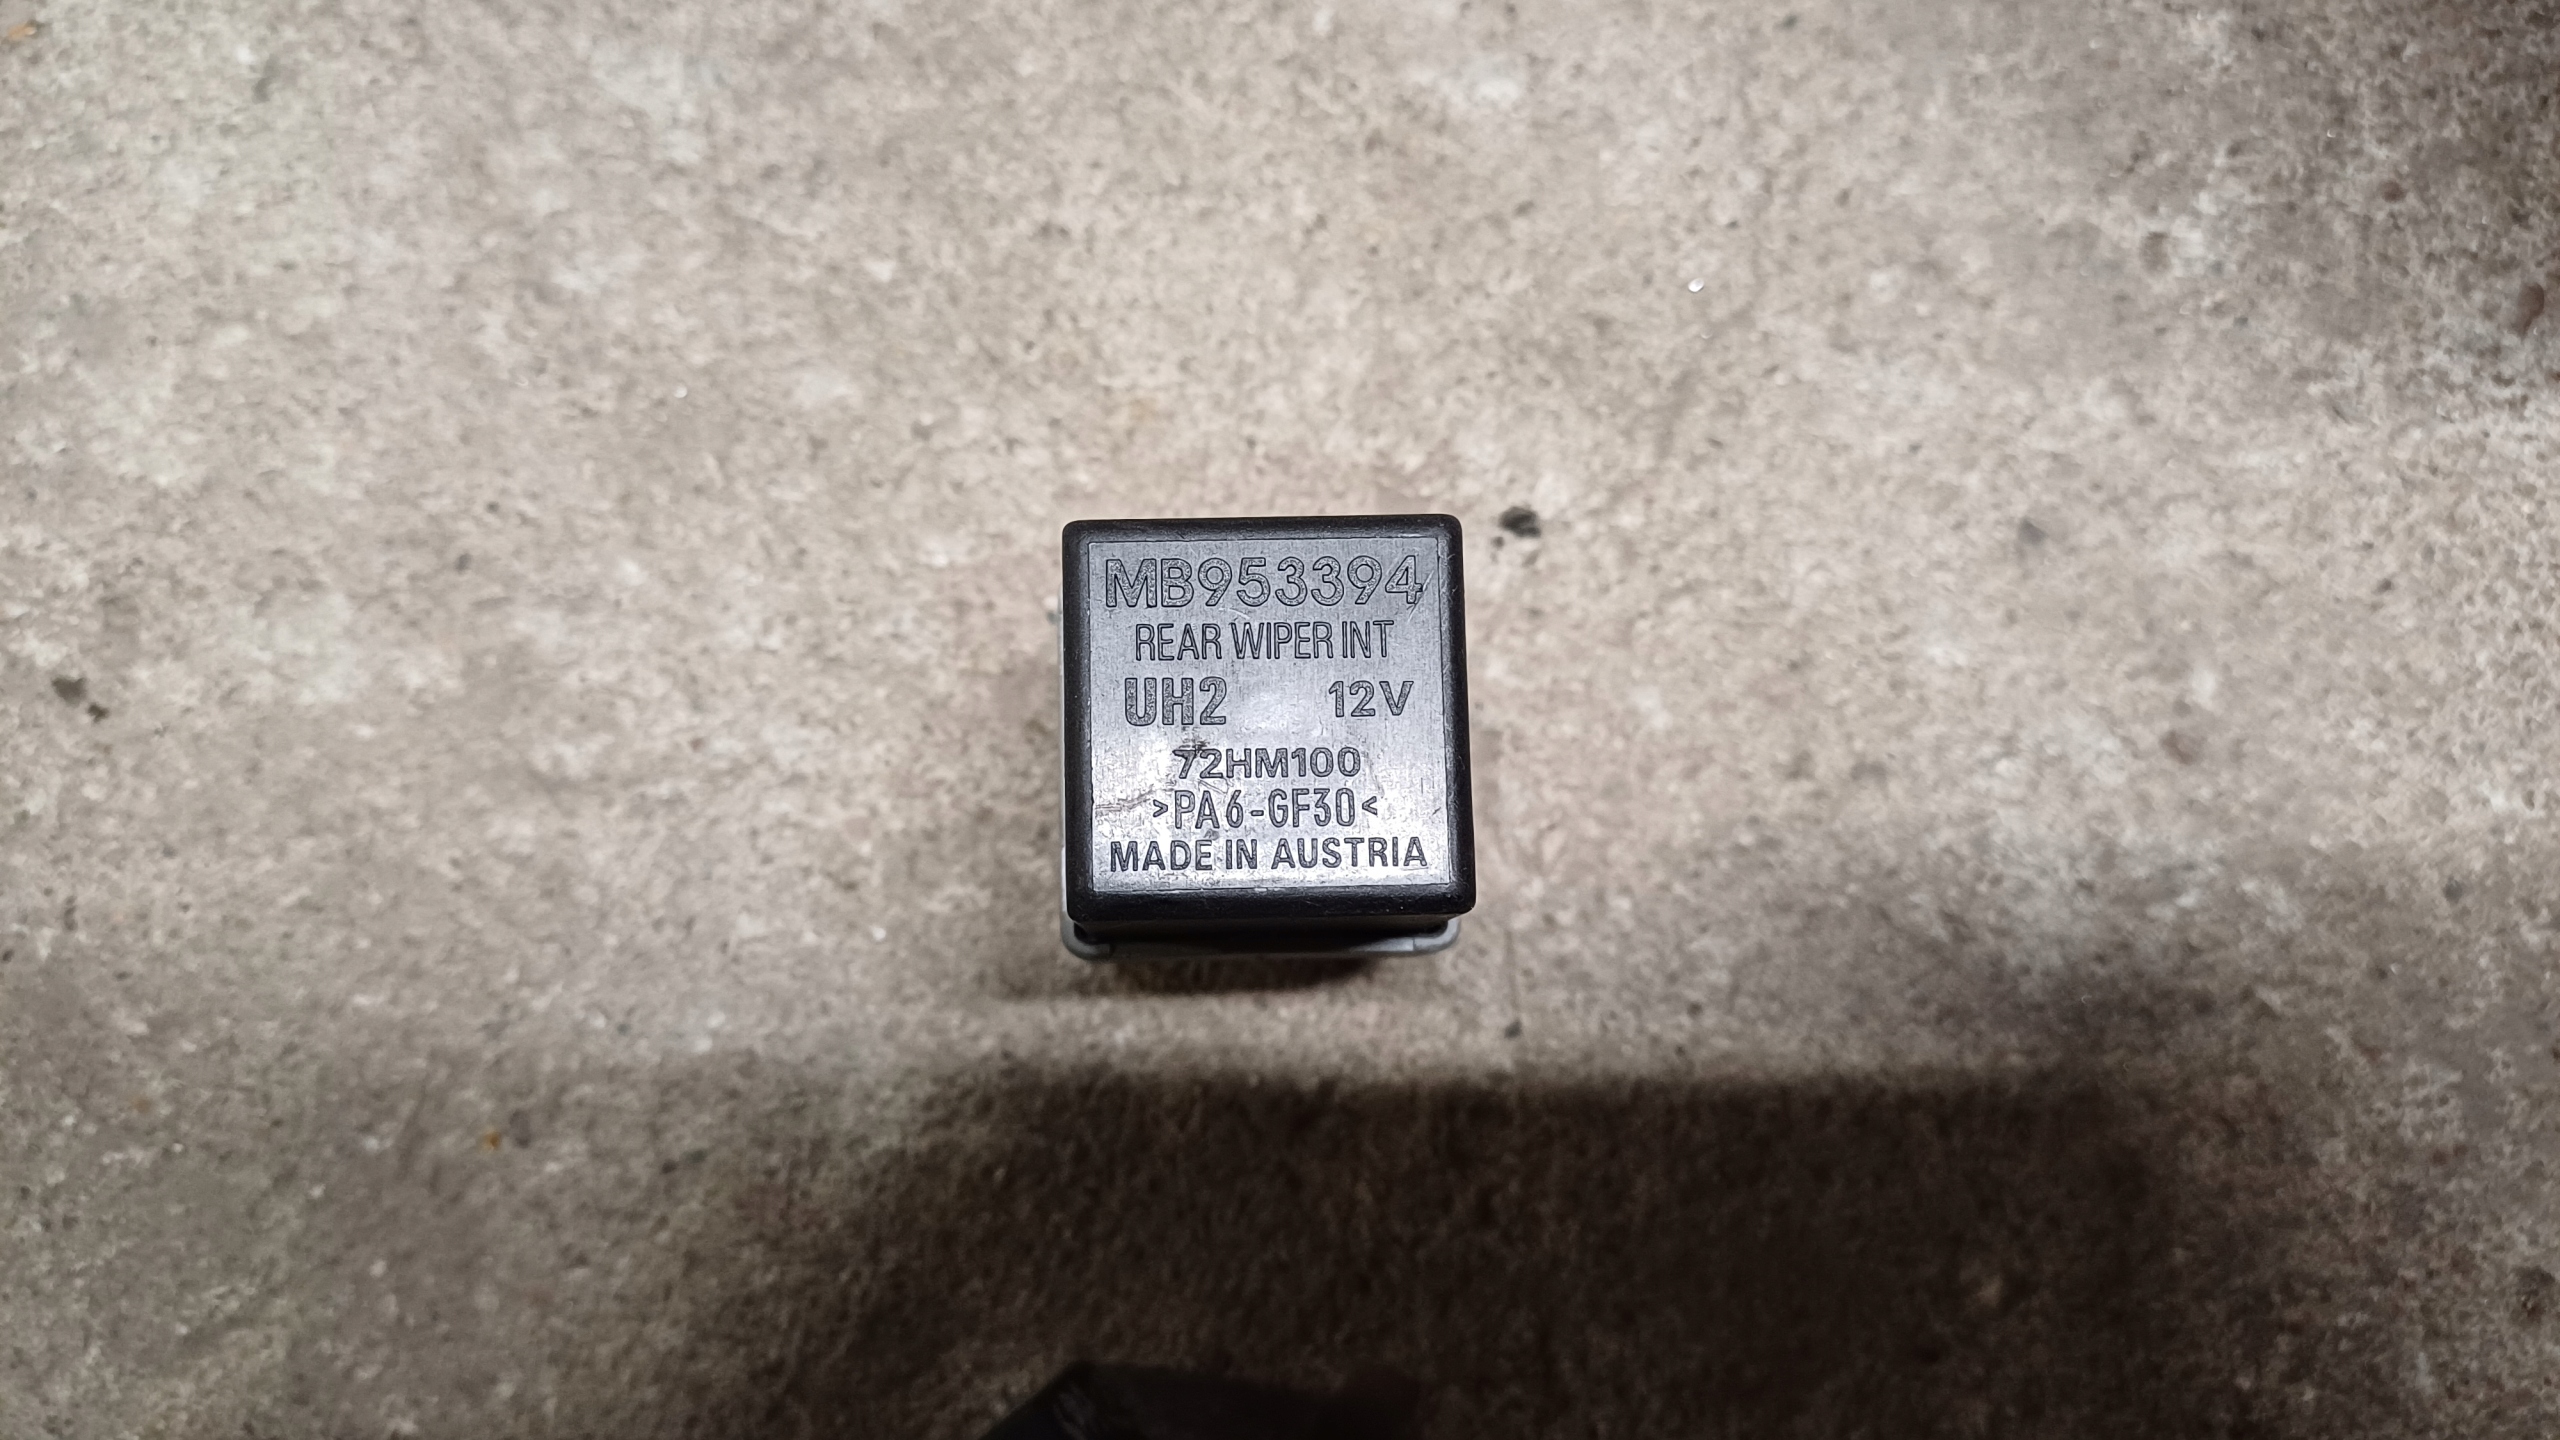 MB953394
REAR WIPER INT
UH2 12V
72HM100
>PA6-GF30<
MADE IN AUSTRIA